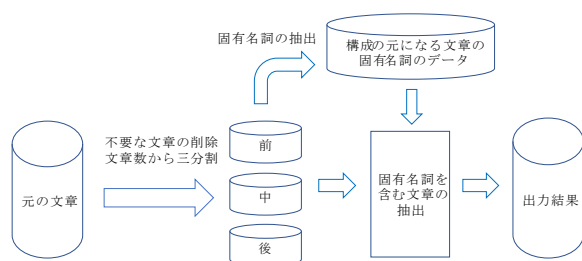 固有名詞の抽出
構成の元になる文章の
固有名詞のデータ
不要な文章の削除
文章数から三分割
前
元の文章
中
固有名詞を
含む文章の
抽出
出力結果
後